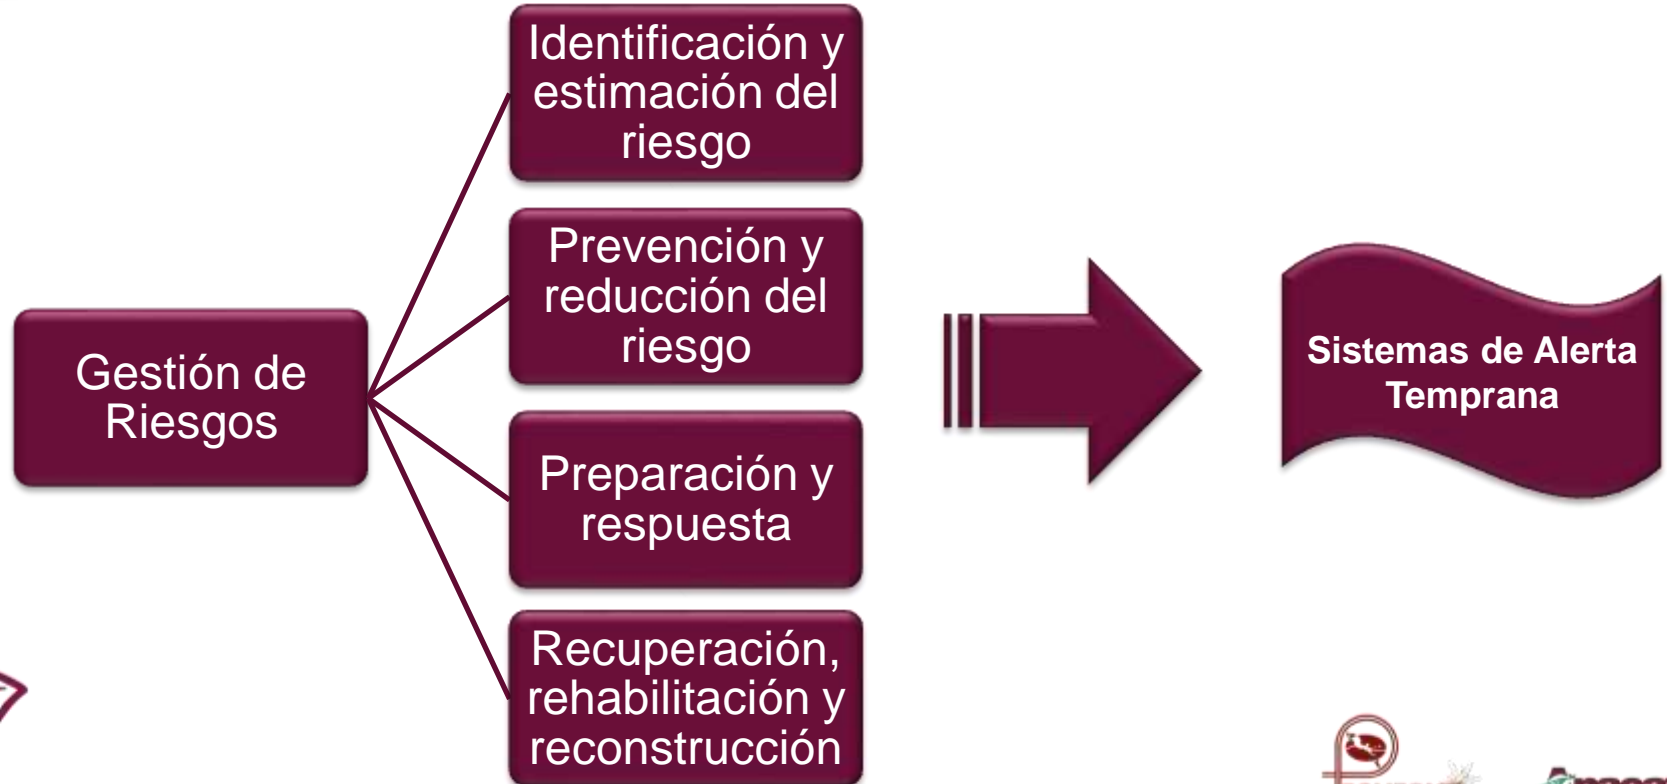 Identificación y
estimación del
riesgo
Prevención y
reducción del
riesgo
Gestión de
Riesgos
Sistemas de Alerta
Temprana
Preparación y
respuesta
Recuperación,
rehabilitación y
reconstrucción